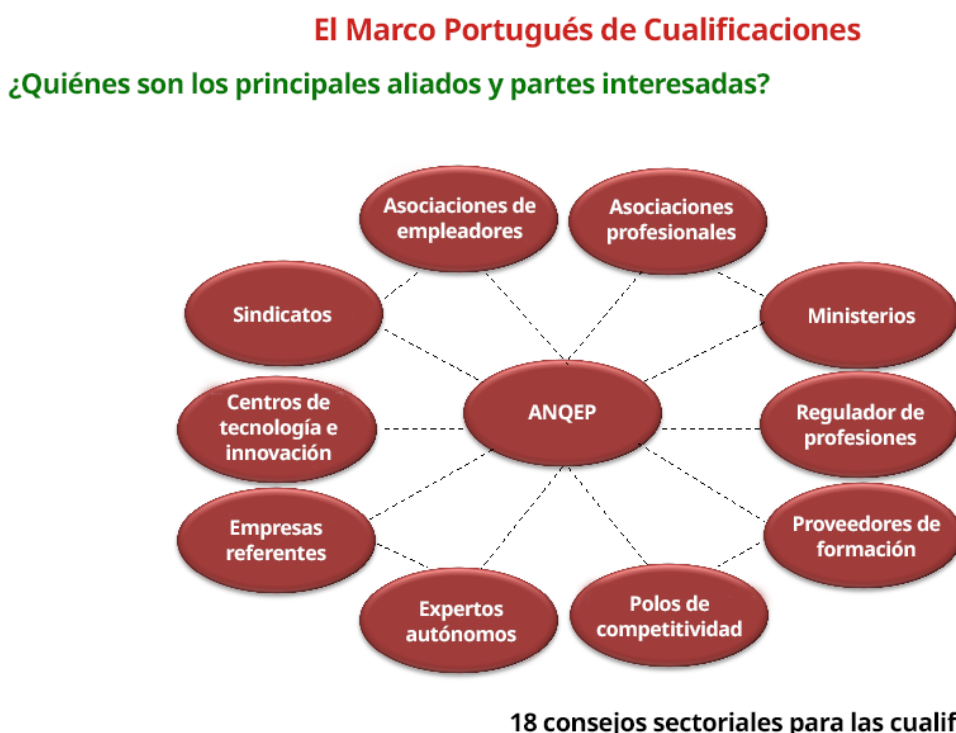 El Marco Portugués de Cualificaciones
¿Quiénes son los principales aliados y partes interesadas?
Asociaciones de
empleadores
Asociaciones
profesionales
Sindicatos
Ministerios
Centros de
tecnología e
innovación
ANQEP
Regulador de
profesiones
Empresas
referentes
Proveedores de
formación
Expertos
autónomos
Polos de
competitividad
18 consejos sectoriales para las